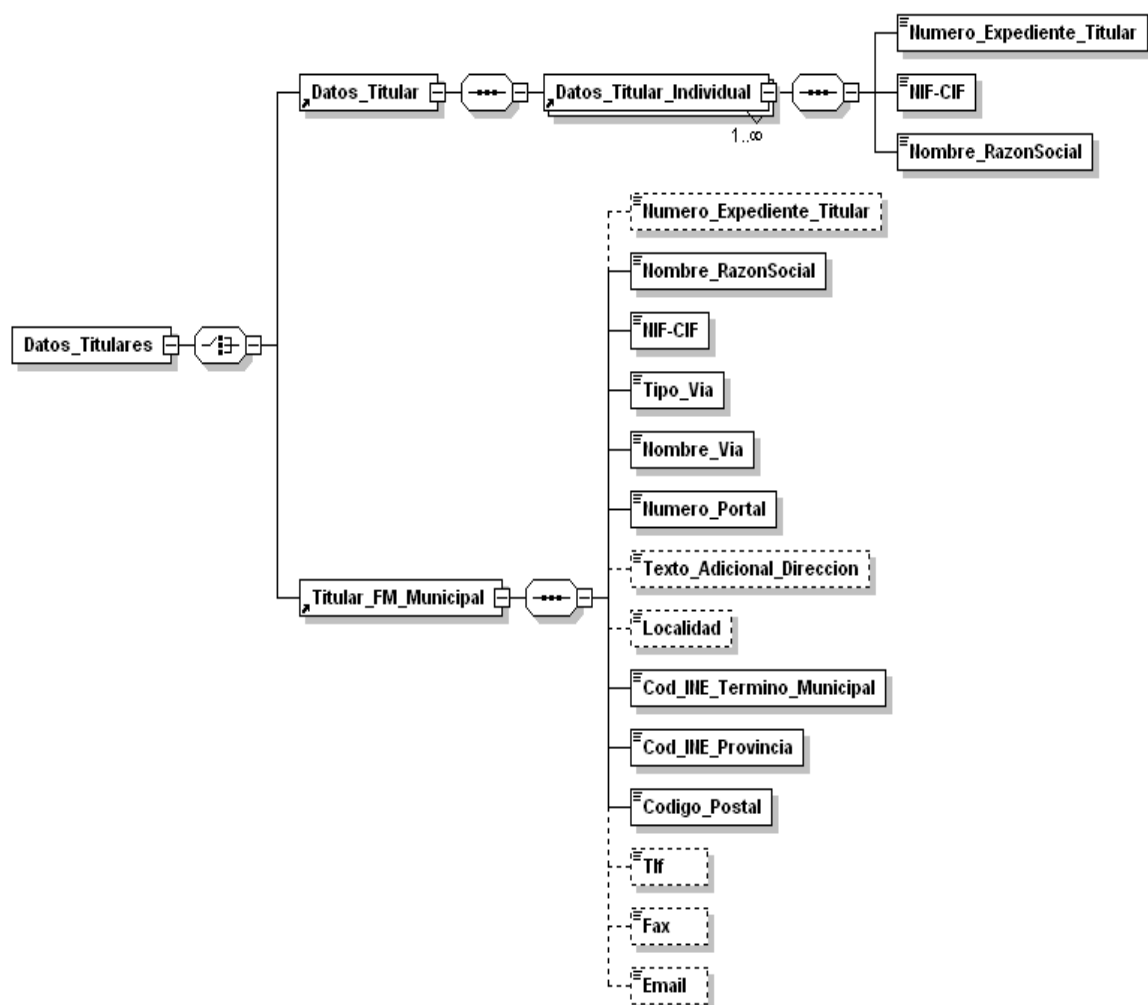 Numero_Expediente_Titular
Datos_Titular
Datos_Titular_Individual
NIF-CIF
1..∞
Nombre_RazonSocial
Numero_Expediente_Titular
Nombre_RazonSocial
NIF-CIF
Datos_Titulares
Tipo_Via
Nombre_Via
Numero_Portal
Texto_Adicional_Direccion
Titular_FM_Municipal
Localidad
Cod_INE_Termino_Municipal
Cod_INE_Provincia
Codigo_Postal
Tlf
Fax
Email